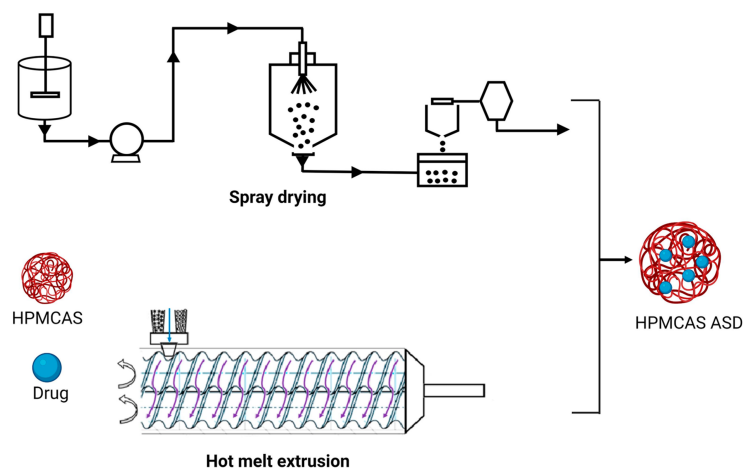 Spray drying
HPMCAS
Drug
HPMCAS ASD
Hot melt extrusion